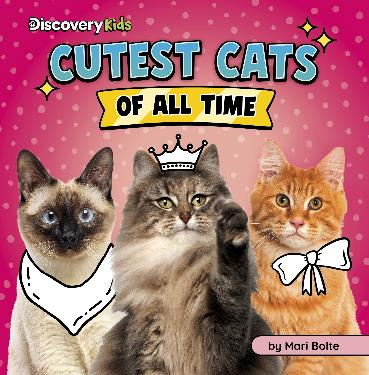 Discovery Kids
CUTEST CATS
OF ALL TIME
by Mari Bolte